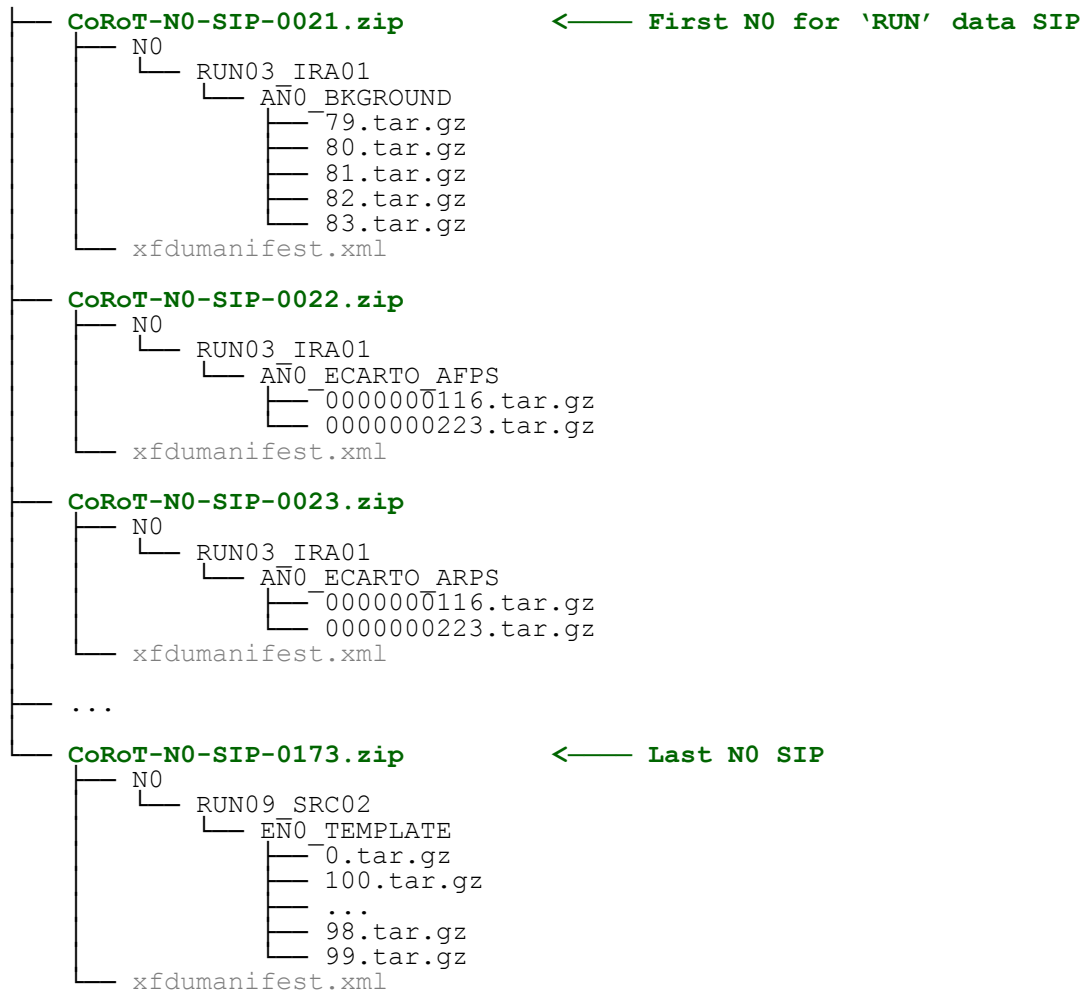 CoRoT-N0-SIP-0021.zip <──── First N0 for ‘RUN’ data SIP
N0
RUN03_IRA01
AN0_BKGROUND
79.tar.gz
80.tar.gz
81.tar.gz
82.tar.gz
83.tar.gz
xfdumanifest.xml
CoRoT-N0-SIP-0022.zip
N0
RUN03_IRA01
AN0_ECARTO_AFPS
0000000116.tar.gz
0000000223.tar.gz
xfdumanifest.xml
CoRoT-N0-SIP-0023.zip
N0
RUN03_IRA01
AN0_ECARTO_ARPS
0000000116.tar.gz
0000000223.tar.gz
xfdumanifest.xml
...
CoRoT-N0-SIP-0173.zip <──── Last N0 SIP
N0
RUN09_SRC02
EN0_TEMPLATE
0.tar.gz
100.tar.gz
...
98.tar.gz
99.tar.gz
xfdumanifest.xml